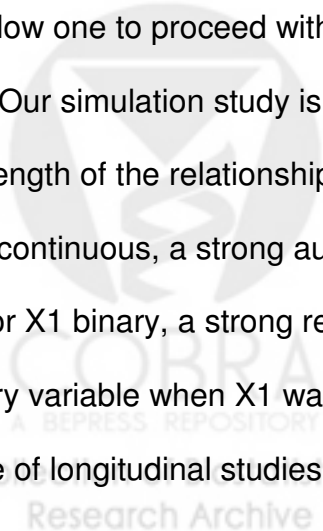 low one to proceed with
Our simulation study is
ength of the relationship
continuous, a strong au
or X1 binary, a strong re
COBRA
ry variable when X1 wa
A BEPRESS REPOSITORY
e of longitudinal studies
Research Archive